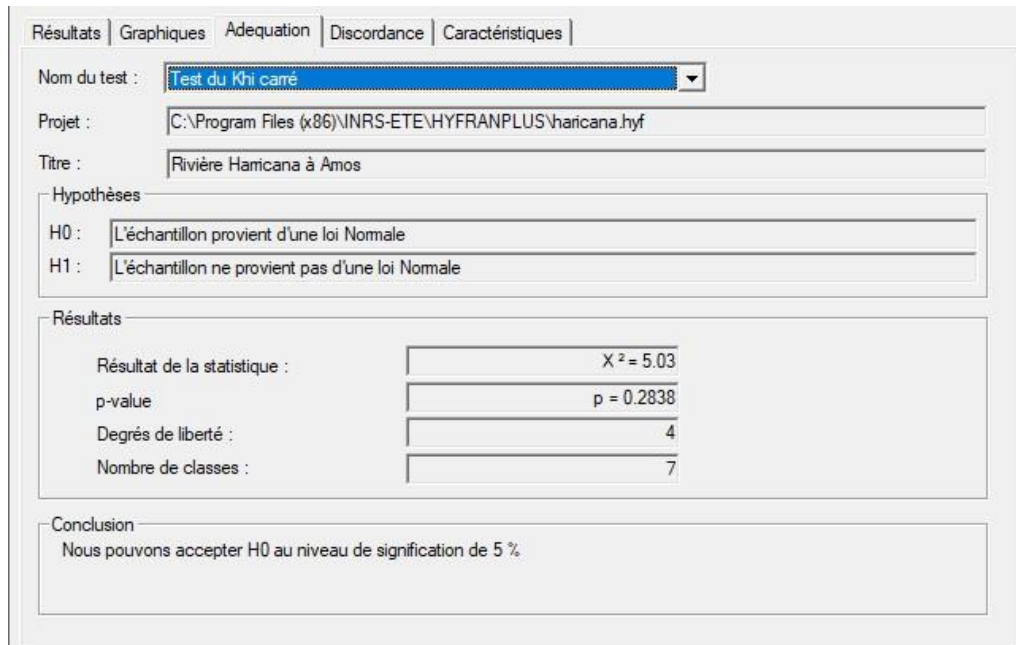 Résultats Graphiques Adequation Discordance Caractéristiques
Nom du test : Test du Khi carré
Projet : C:\Program Files (x86)\INRS-ETE\HYFRANPLUS\haricana.hyf
Titre : Rivière Harricana à Amos
Hypothèses
H0 : L'échantillon provient d'une loi Normale
H1 : L'échantillon ne provient pas d'une loi Normale
Résultats
Résultat de la statistique : X ² = 5.03
p-value p = 0.2838
Degrés de liberté : 4
Nombre de classes : 7
Conclusion
Nous pouvons accepter H0 au niveau de signification de 5 %